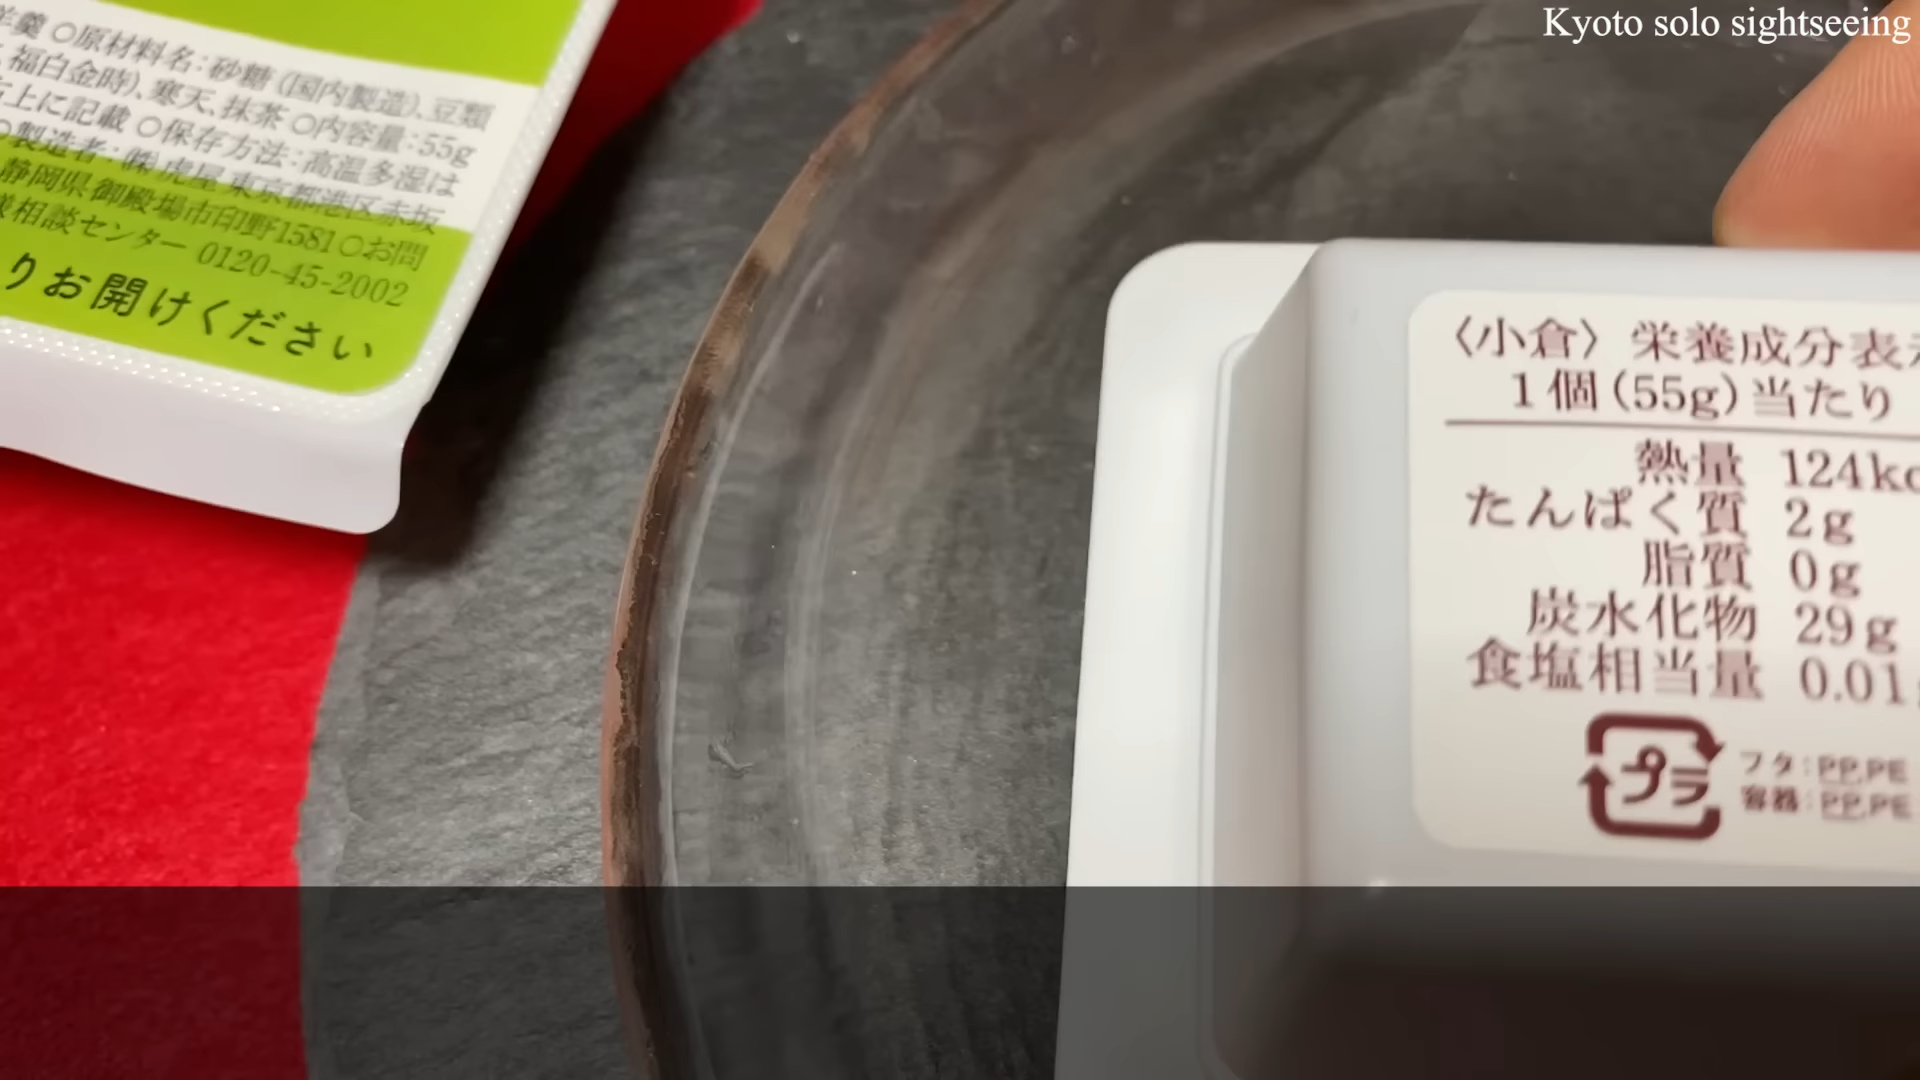 Kyoto solo sightseeing
羊羹 ○原材料名:砂糖(国内製造)、豆類
、福白金時)、寒天、抹茶 ○内容量:55g
上に記載 ○保存方法:高温多湿は
○製造者:㈱虎屋 東京都港区赤坂
静岡県御殿場市印野1581 ○お問
相談センター 0120-45-2002
りお開けください
〈小倉〉栄養成分表示
1個(55g)当たり
熱量 124kc
たんぱく質 2g
脂質 0g
炭水化物 29g
食塩相当量 0.01g
プラ
フタ:PP,PE
容器:PP,PE